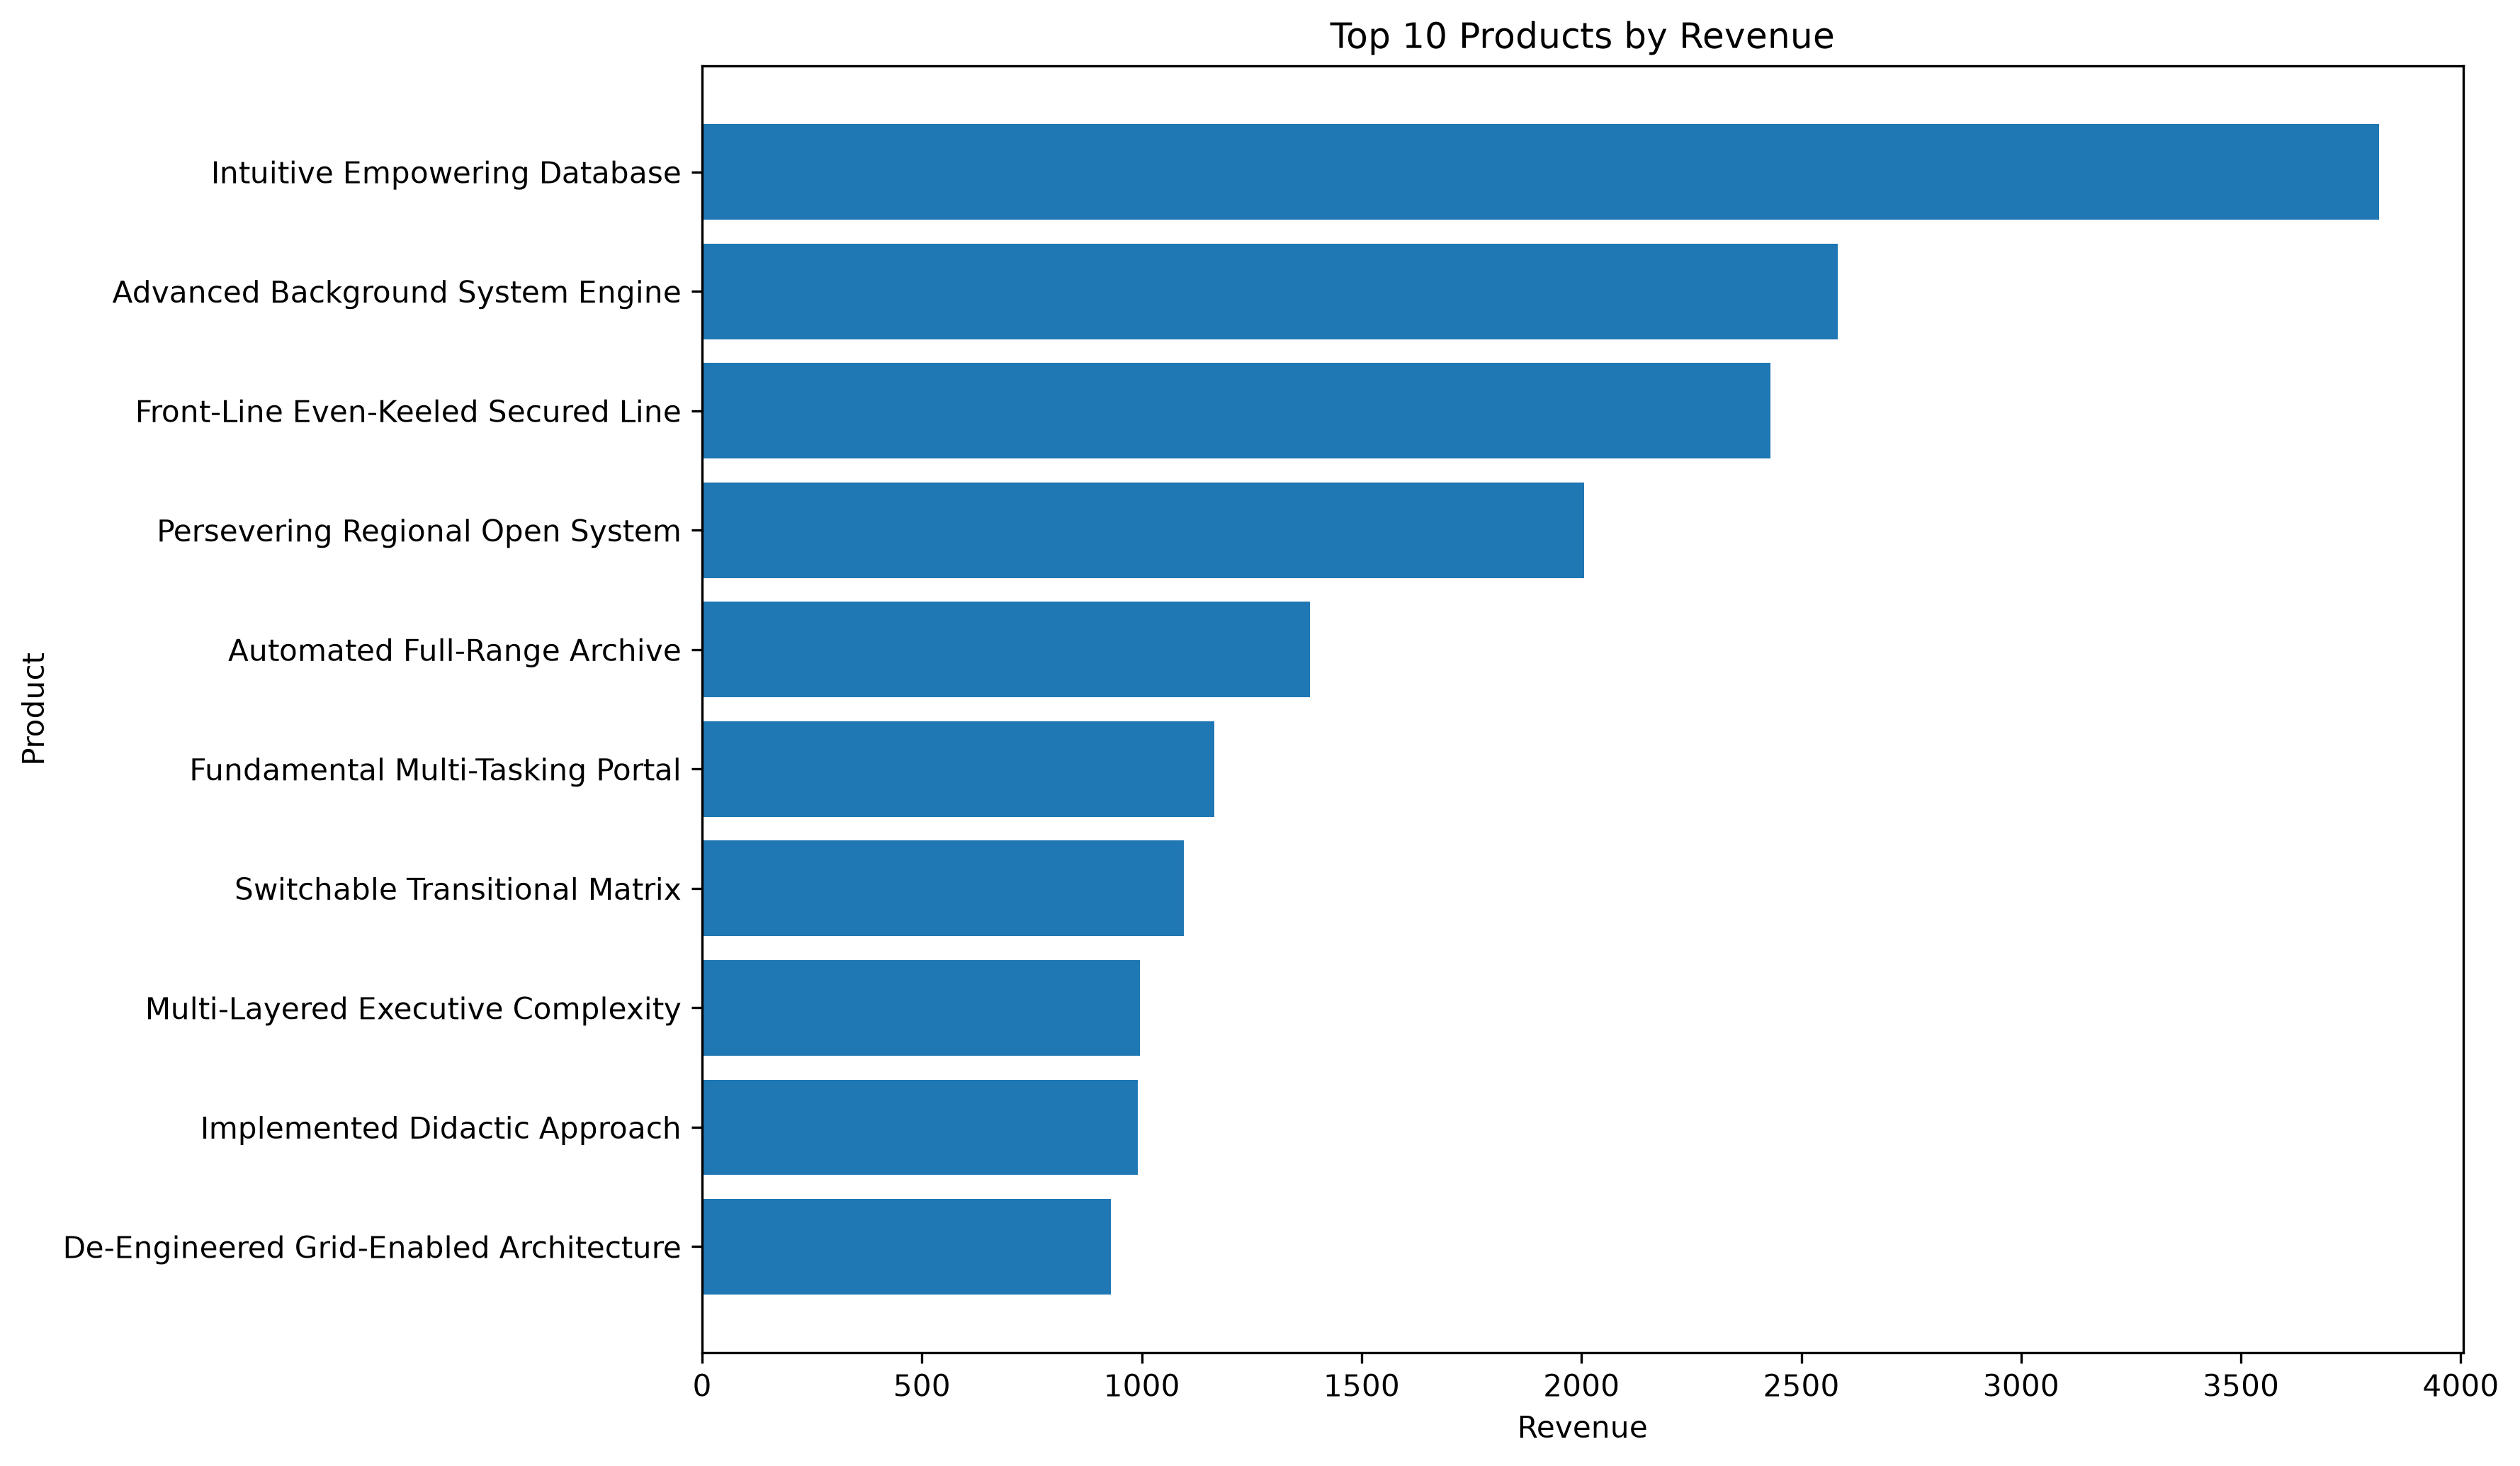 Top 10 Products by Revenue
Product
Intuitive Empowering Database
Advanced Background System Engine
Front-Line Even-Keeled Secured Line
Persevering Regional Open System
Automated Full-Range Archive
Fundamental Multi-Tasking Portal
Switchable Transitional Matrix
Multi-Layered Executive Complexity
Implemented Didactic Approach
De-Engineered Grid-Enabled Architecture
0 500 1000 1500 2000 2500 3000 3500 4000
Revenue